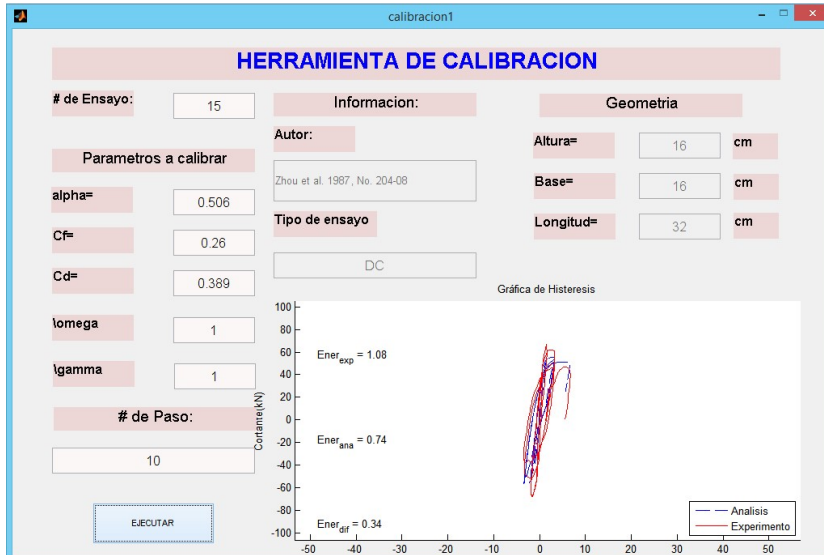 calibracion1
HERRAMIENTA DE CALIBRACION
# de Ensayo:
15
Parametros a calibrar
alpha=
0.506
Cf=
0.26
Cd=
0.389
\omega
1
\gamma
1
# de Paso:
10
EJECUTAR
Informacion:
Autor:
Zhou et al. 1987, No. 204-08
Tipo de ensayo
DC
Geometria
Altura=
16
cm
Base=
16
cm
Longitud=
32
cm
Gráfica de Histeresis
Cortante(kN)
100
80
60
40
20
0
-20
-40
-60
-80
-100
Ener_exp = 1.08
Ener_ana = 0.74
Ener_dif = 0.34
Analisis
Experimento
-50 -40 -30 -20 -10 0 10 20 30 40 50